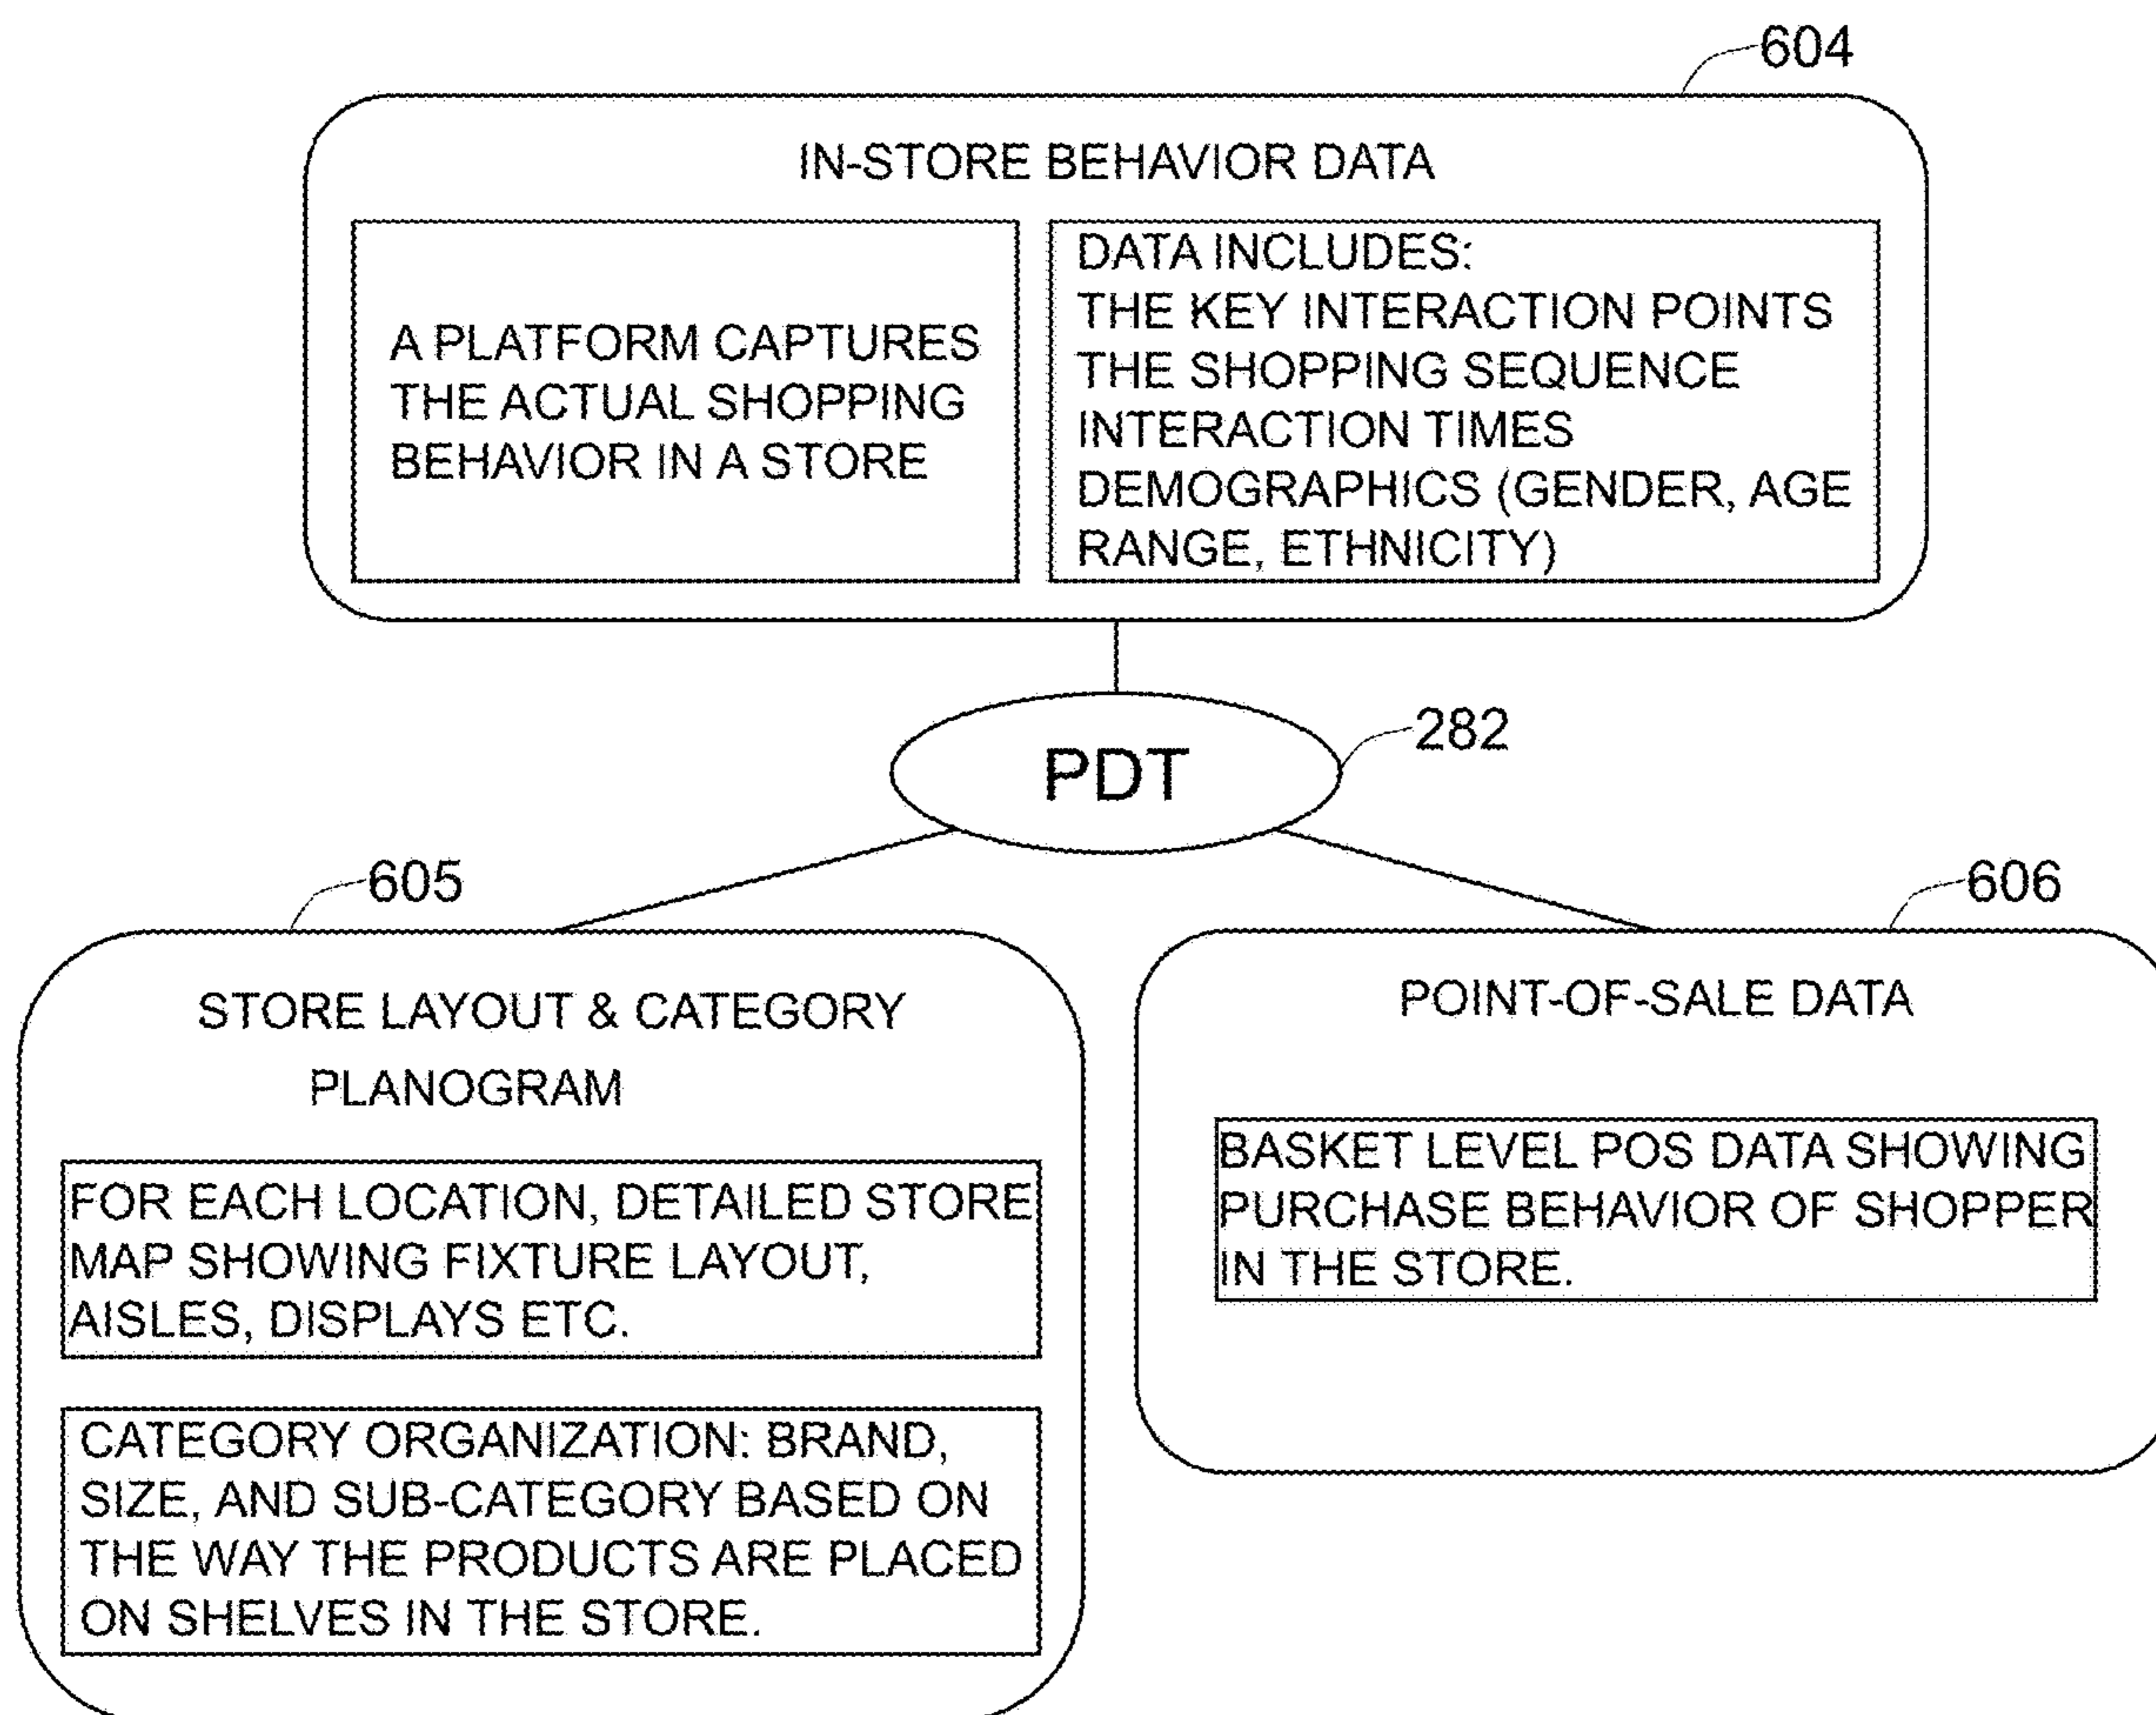 604
IN-STORE BEHAVIOR DATA
A PLATFORM CAPTURES
THE ACTUAL SHOPPING
BEHAVIOR IN A STORE
DATA INCLUDES:
THE KEY INTERACTION POINTS
THE SHOPPING SEQUENCE
INTERACTION TIMES
DEMOGRAPHICS (GENDER, AGE
RANGE, ETHNICITY)
PDT
282
605
STORE LAYOUT & CATEGORY
PLANOGRAM
FOR EACH LOCATION, DETAILED STORE
MAP SHOWING FIXTURE LAYOUT,
AISLES, DISPLAYS ETC.
CATEGORY ORGANIZATION: BRAND,
SIZE, AND SUB-CATEGORY BASED ON
THE WAY THE PRODUCTS ARE PLACED
ON SHELVES IN THE STORE.
606
POINT-OF-SALE DATA
BASKET LEVEL POS DATA SHOWING
PURCHASE BEHAVIOR OF SHOPPER
IN THE STORE.